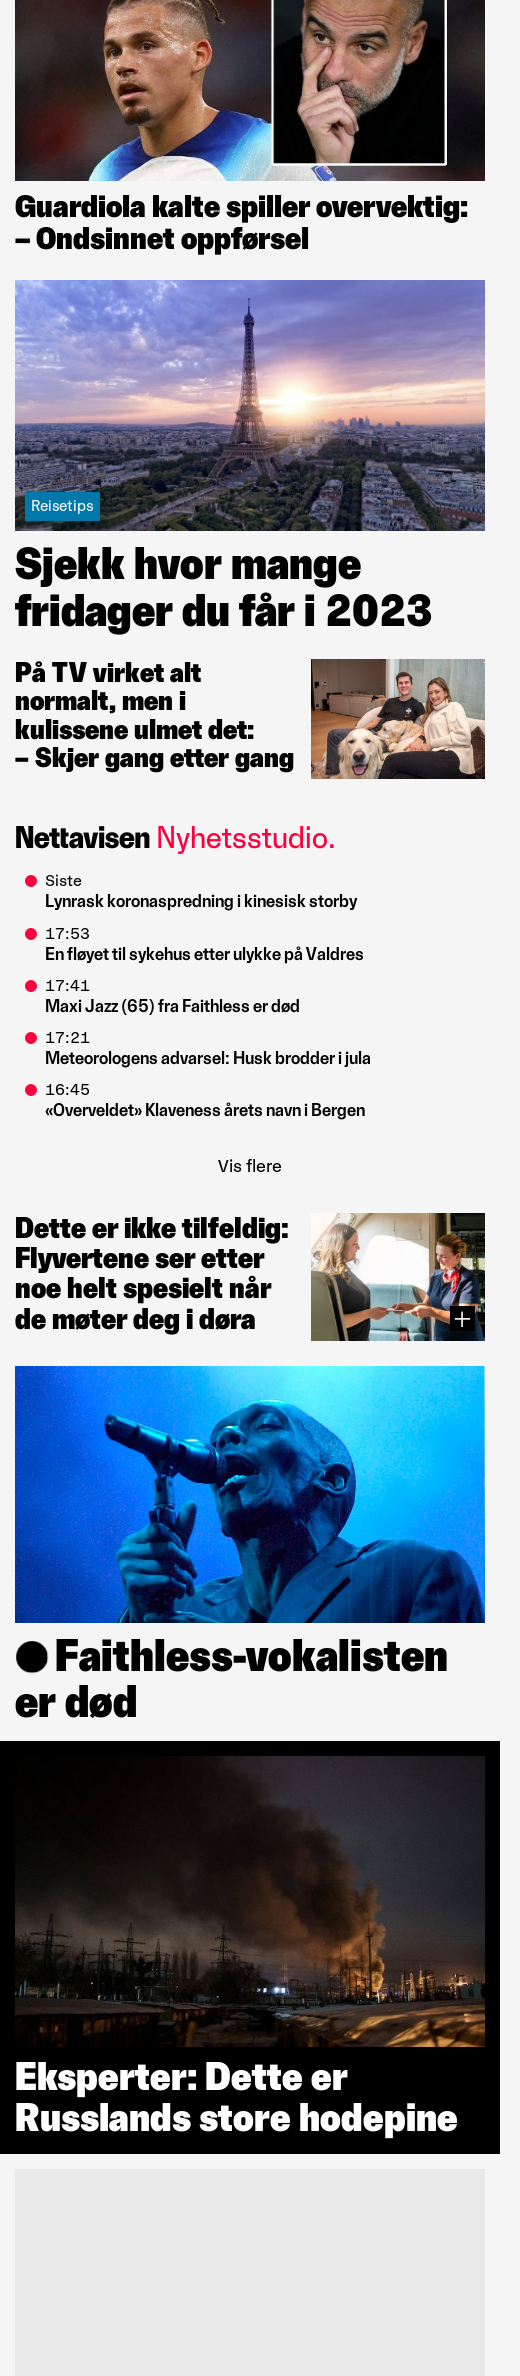 Guardiola kalte spiller overvektig:
– Ondsinnet oppførsel
Reisetips
Sjekk hvor mange
fridager du får i 2023
På TV virket alt
normalt, men i
kulissene ulmet det:
– Skjer gang etter gang
Nettavisen Nyhetsstudio.
Siste
Lynrask koronaspredning i kinesisk storby
17:53
En fløyet til sykehus etter ulykke på Valdres
17:41
Maxi Jazz (65) fra Faithless er død
17:21
Meteorologens advarsel: Husk brodder i jula
16:45
«Overveldet» Klaveness årets navn i Bergen
Vis flere
Dette er ikke tilfeldig:
Flyvertene ser etter
noe helt spesielt når
de møter deg i døra
Faithless-vokalisten
er død
Eksperter: Dette er
Russlands store hodepine